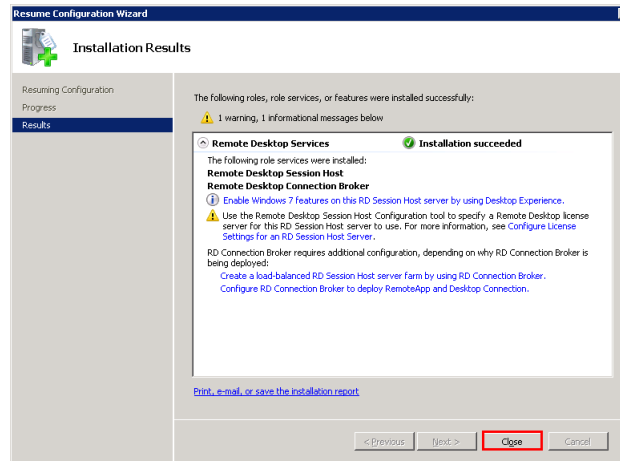 Resume Configuration Wizard
Installation Results
Resuming Configuration
Progress
Results
The following roles, role services, or features were installed successfully:
1 warning, 1 informational messages below
Remote Desktop Services
Installation succeeded
The following role services were installed:
Remote Desktop Session Host
Remote Desktop Connection Broker
Enable Windows 7 features on this RD Session Host server by using Desktop Experience.
Use the Remote Desktop Session Host Configuration tool to specify a Remote Desktop license
server for this RD Session Host server to use. For more information, see Configure License
Settings for an RD Session Host Server.
RD Connection Broker requires additional configuration, depending on why RD Connection Broker is
being deployed:
Create a load-balanced RD Session Host server farm by using RD Connection Broker.
Configure RD Connection Broker to deploy RemoteApp and Desktop Connection.
Print, e-mail, or save the installation report
< Previous
Next >
Close
Cancel